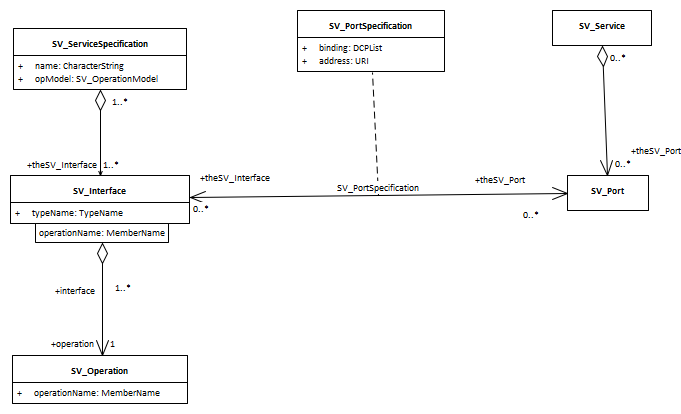 SV_ServiceSpecification
+ name: CharacterString
+ opModel: SV_OperationModel
SV_PortSpecification
+ binding: DCPList
+ address: URI
SV_Service
0..*
1..*
+theSV_Interface 1..*
+theSV_Port
0..*
SV_Interface
+ typeName: TypeName
operationName: MemberName
+theSV_Interface
0..*
SV_PortSpecification
+theSV_Port
0..*
SV_Port
+interface
1..*
+operation 1
SV_Operation
+ operationName: MemberName